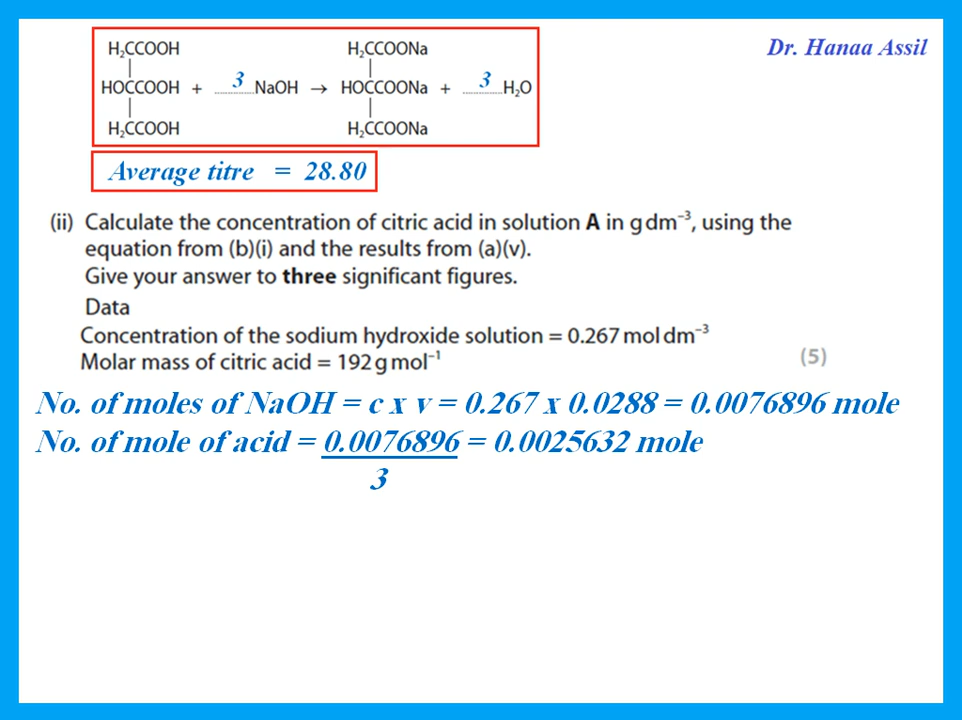 Dr. Hanaa Assil
H₂CCOOH H₂CCOONa
HOCCOOH + ....3....NaOH → HOCCOONa + ....3....H₂O
H₂CCOOH H₂CCOONa
Average titre = 28.80
(ii) Calculate the concentration of citric acid in solution A in g dm⁻³, using the
equation from (b)(i) and the results from (a)(v).
Give your answer to three significant figures.
Data
Concentration of the sodium hydroxide solution = 0.267 mol dm⁻³
Molar mass of citric acid = 192 g mol⁻¹
(5)
No. of moles of NaOH = c x v = 0.267 x 0.0288 = 0.0076896 mole
No. of mole of acid = 0.0076896 = 0.0025632 mole
3